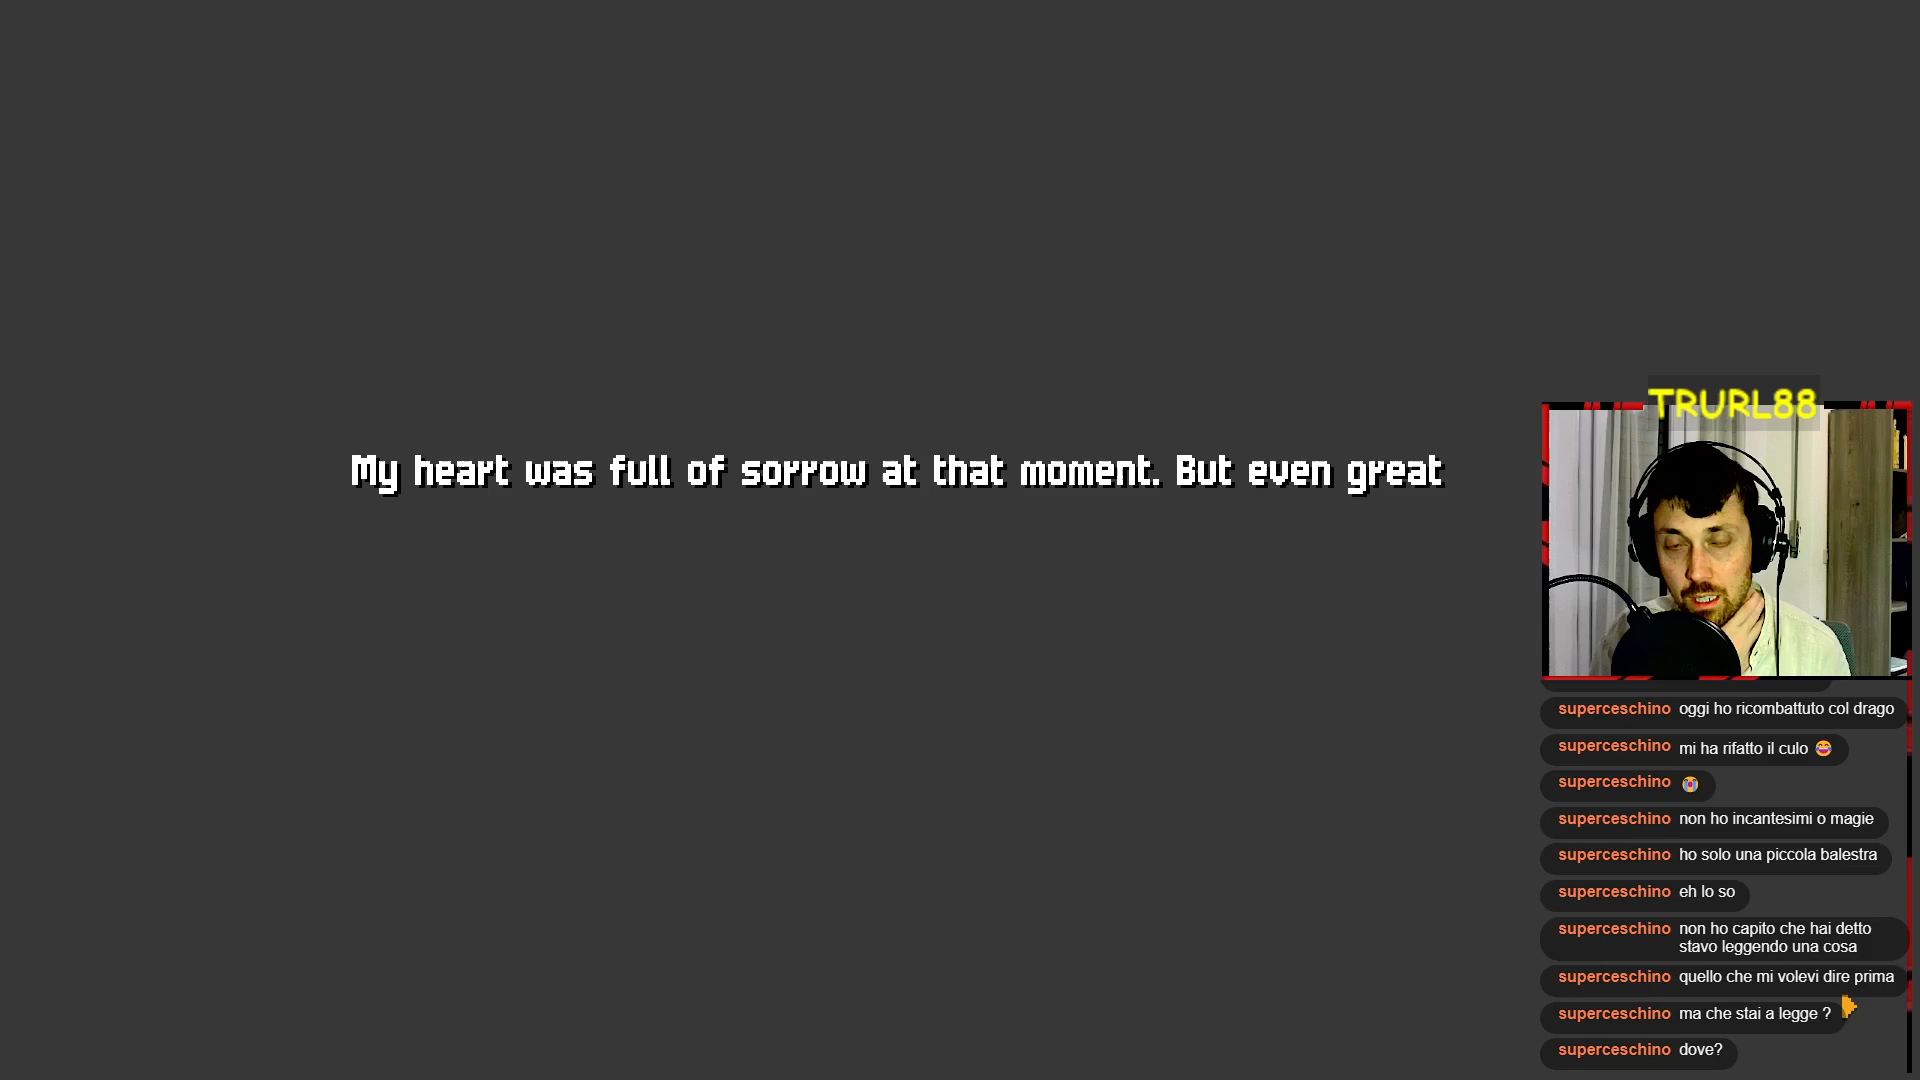 My heart was full of sorrow at that moment. But even great
TRURL88
superceschino oggi ho ricombattuto col drago
superceschino mi ha rifatto il culo 😂
superceschino 😭
superceschino non ho incantesimi o magie
superceschino ho solo una piccola balestra
superceschino eh lo so
superceschino non ho capito che hai detto
stavo leggendo una cosa
superceschino quello che mi volevi dire prima
superceschino ma che stai a legge ?
superceschino dove?